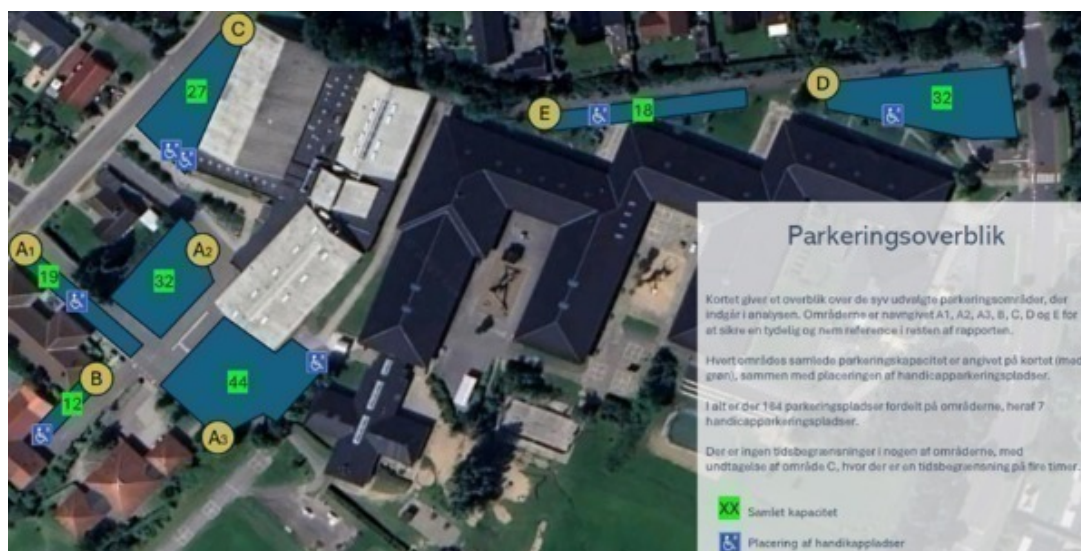 C
27
D
32
E
18
A1
19
A2
32
B
12
44
A3
Parkeringsoverblik
Kortet giver et overblik over de syv udvalgte parkeringsområder, der
indgår i analysen. Områderne er navngivet A1, A2, A3, B, C, D og E for
at sikre en tydelig og nem reference i resten af rapporten.
Hvert områdes samlede parkeringskapacitet er angivet på kortet (med
grøn), sammen med placeringen af handicapparkeringspladser.
I alt er der 184 parkeringspladser fordelt på områderne, heraf 7
handicapparkeringspladser.
Der er ingen tidsbegrænsninger i nogen af områderne, med
undtagelse af område C, hvor der er en tidsbegrænsning på fire timer.
XX Samlet kapacitet
Placering af handikappladser